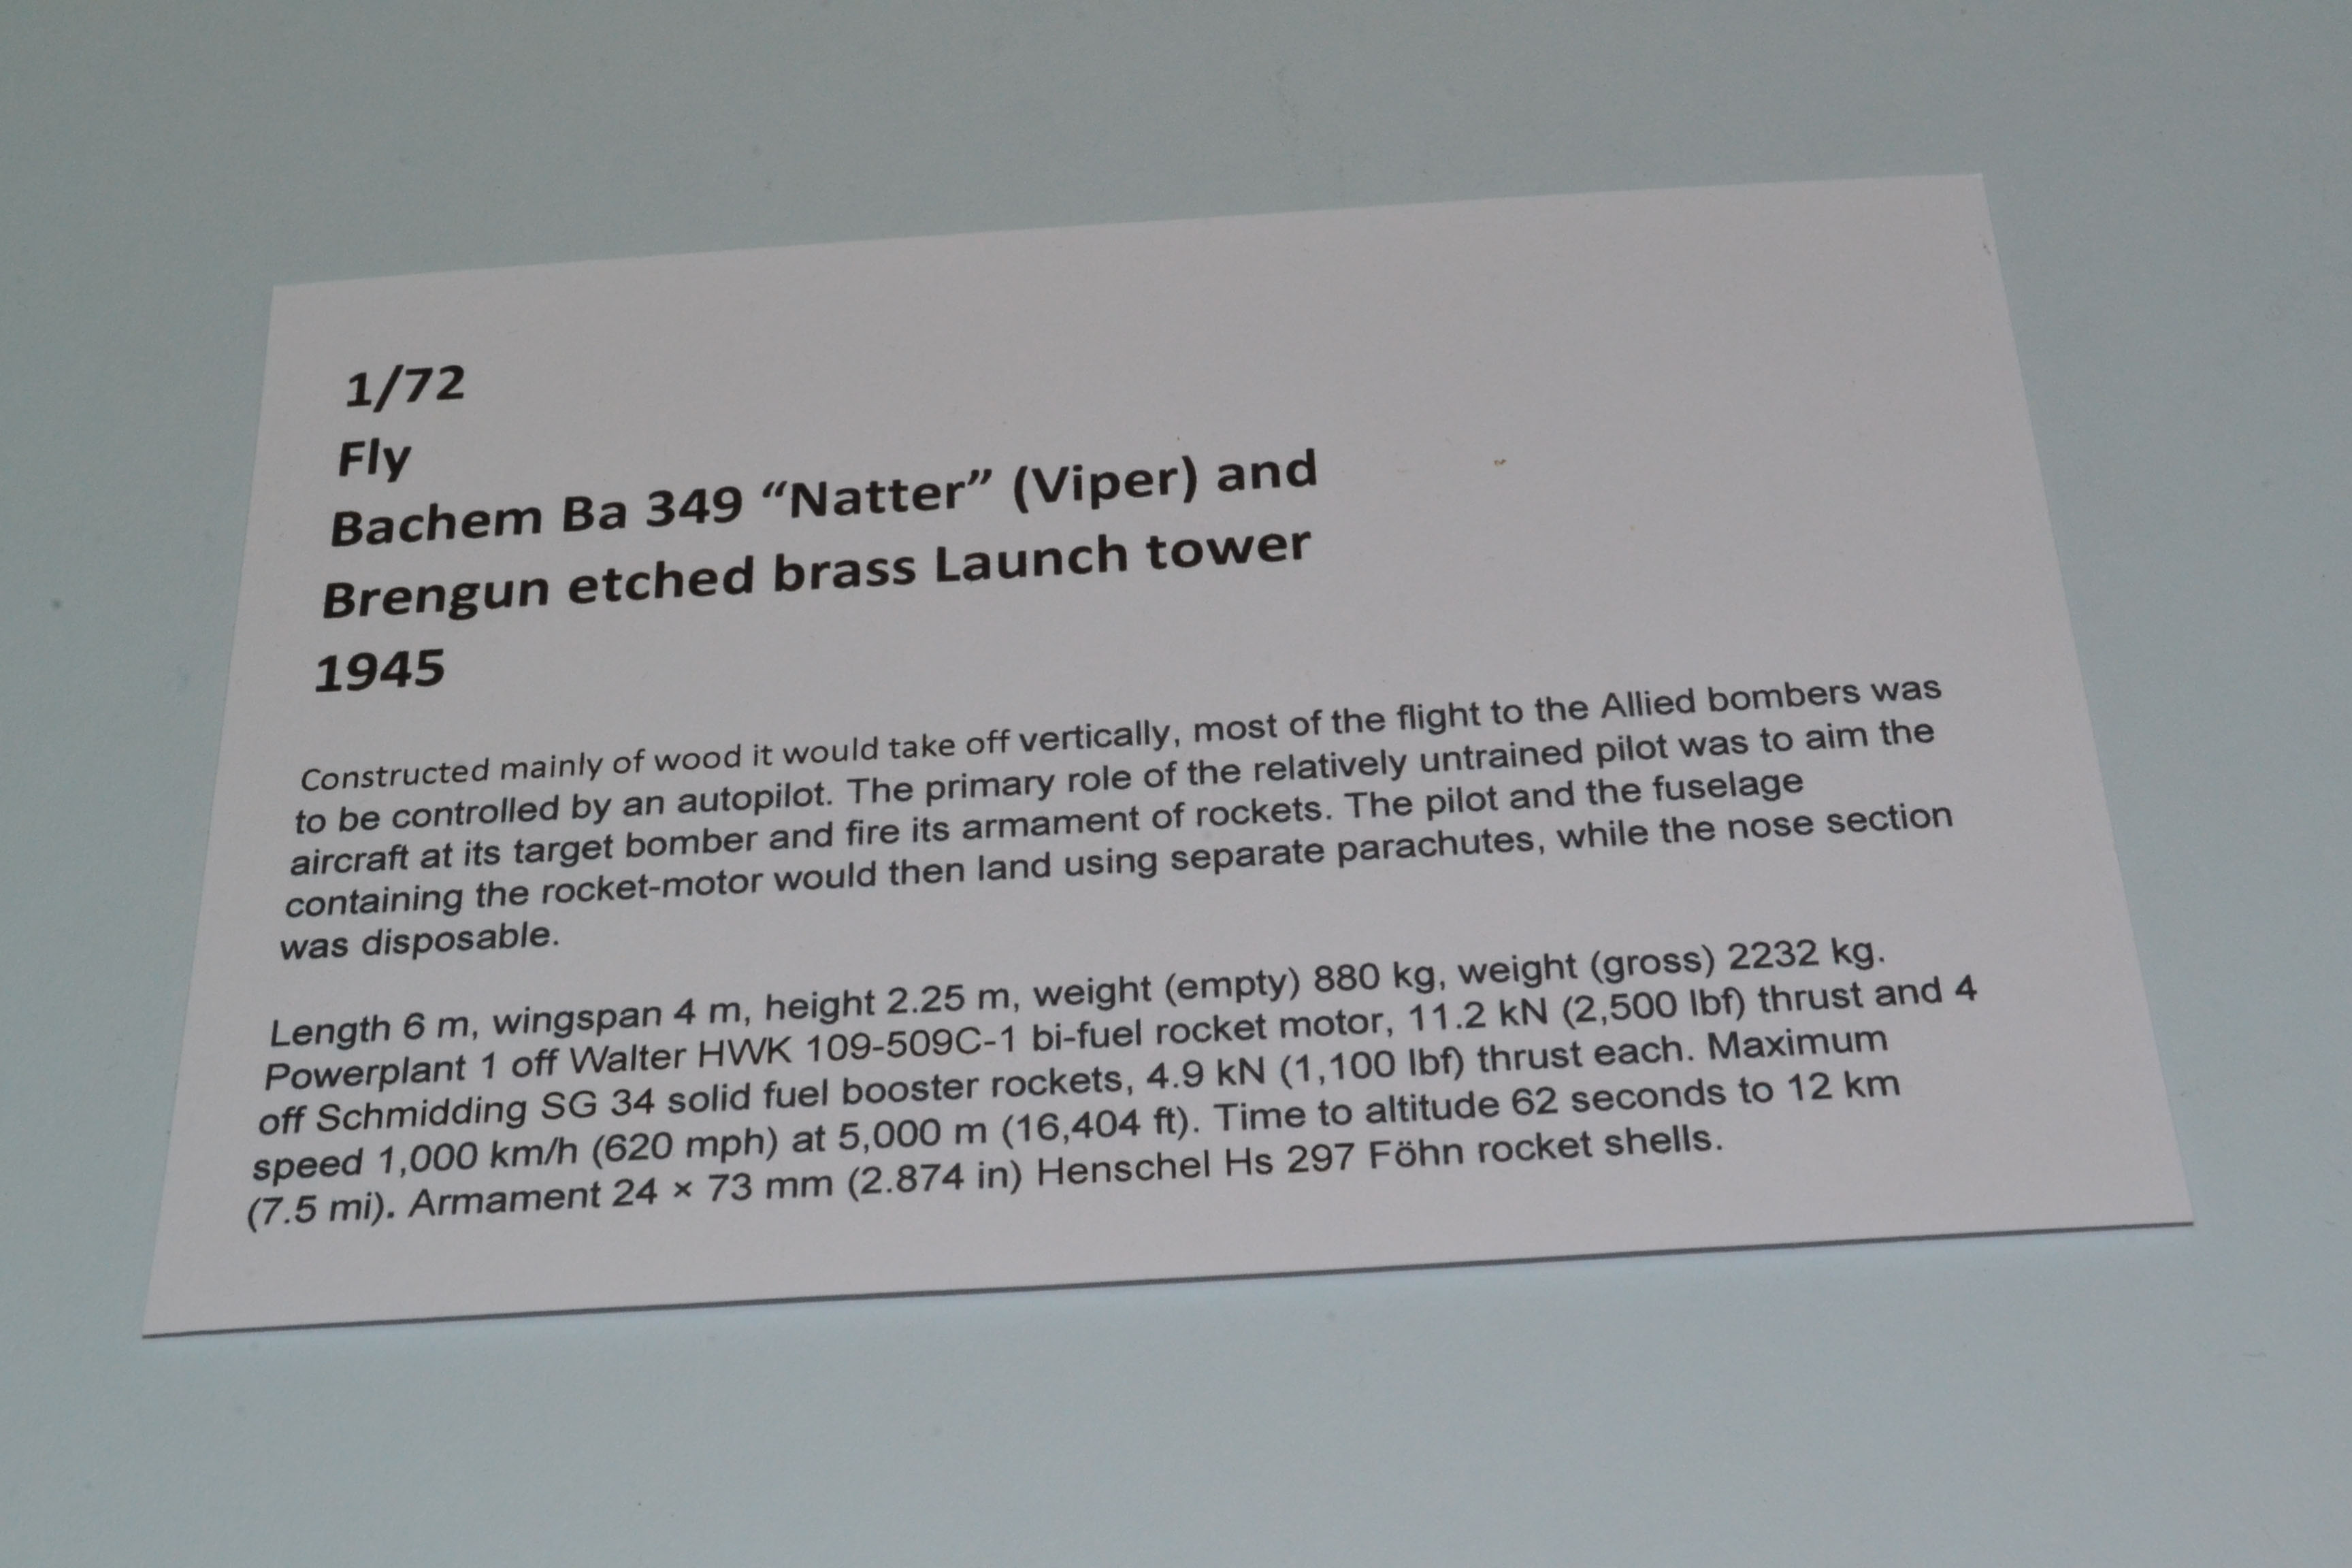 1/72
Fly
Bachem Ba 349 “Natter” (Viper) and
Brengun etched brass Launch tower
1945
Constructed mainly of wood it would take off vertically, most of the flight to the Allied bombers was
to be controlled by an autopilot. The primary role of the relatively untrained pilot was to aim the
aircraft at its target bomber and fire its armament of rockets. The pilot and the fuselage
containing the rocket-motor would then land using separate parachutes, while the nose section
was disposable.
Length 6 m, wingspan 4 m, height 2.25 m, weight (empty) 880 kg, weight (gross) 2232 kg.
Powerplant 1 off Walter HWK 109-509C-1 bi-fuel rocket motor, 11.2 kN (2,500 lbf) thrust and 4
off Schmidding SG 34 solid fuel booster rockets, 4.9 kN (1,100 lbf) thrust each. Maximum
speed 1,000 km/h (620 mph) at 5,000 m (16,404 ft). Time to altitude 62 seconds to 12 km
(7.5 mi). Armament 24 × 73 mm (2.874 in) Henschel Hs 297 Föhn rocket shells.